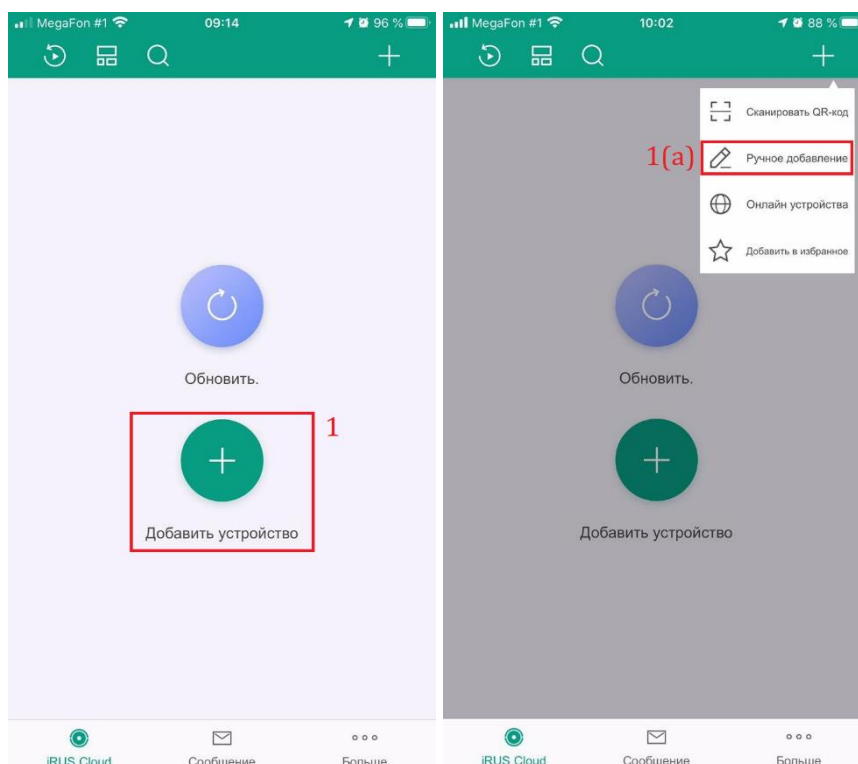 MegaFon #1 09:14 96 %
Обновить.
1
Добавить устройство
iRUS Cloud Сообщение Больше
MegaFon #1 10:02 88 %
Сканировать QR-код
1(a) Ручное добавление
Онлайн устройства
Добавить в избранное
Обновить.
Добавить устройство
iRUS Cloud Сообщение Больше